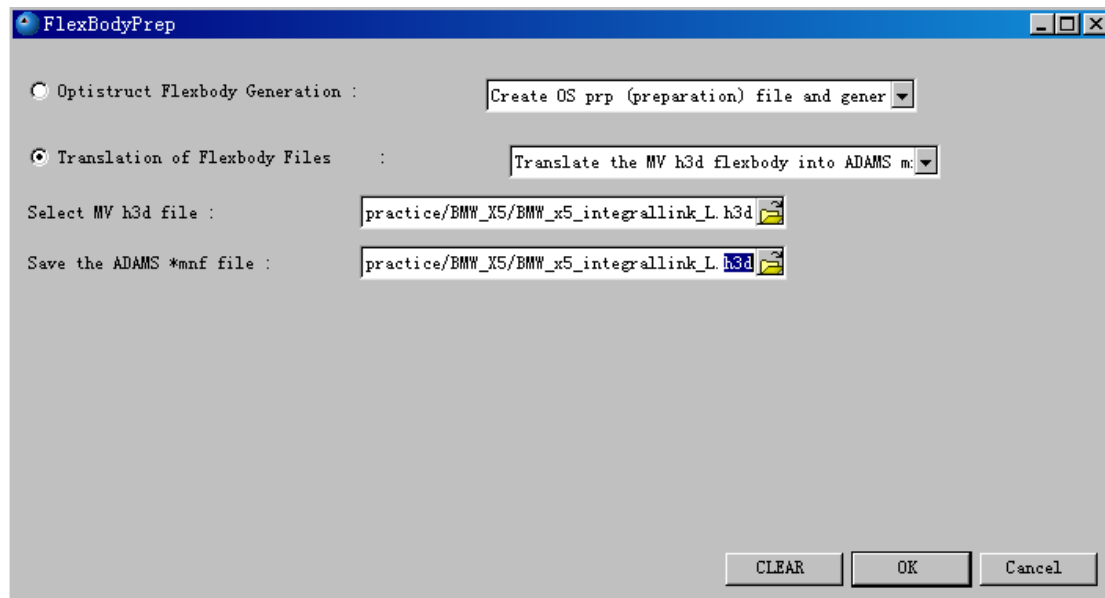 FlexBodyPrep
Optistruct Flexbody Generation : Create OS prp (preparation) file and gener
Translation of Flexbody Files : Translate the MV h3d flexbody into ADAMS m
Select MV h3d file : practice/BMW_X5/BMW_x5_integrallink_L.h3d
Save the ADAMS *mnf file : practice/BMW_X5/BMW_x5_integrallink_L.h3d
CLEAR OK Cancel